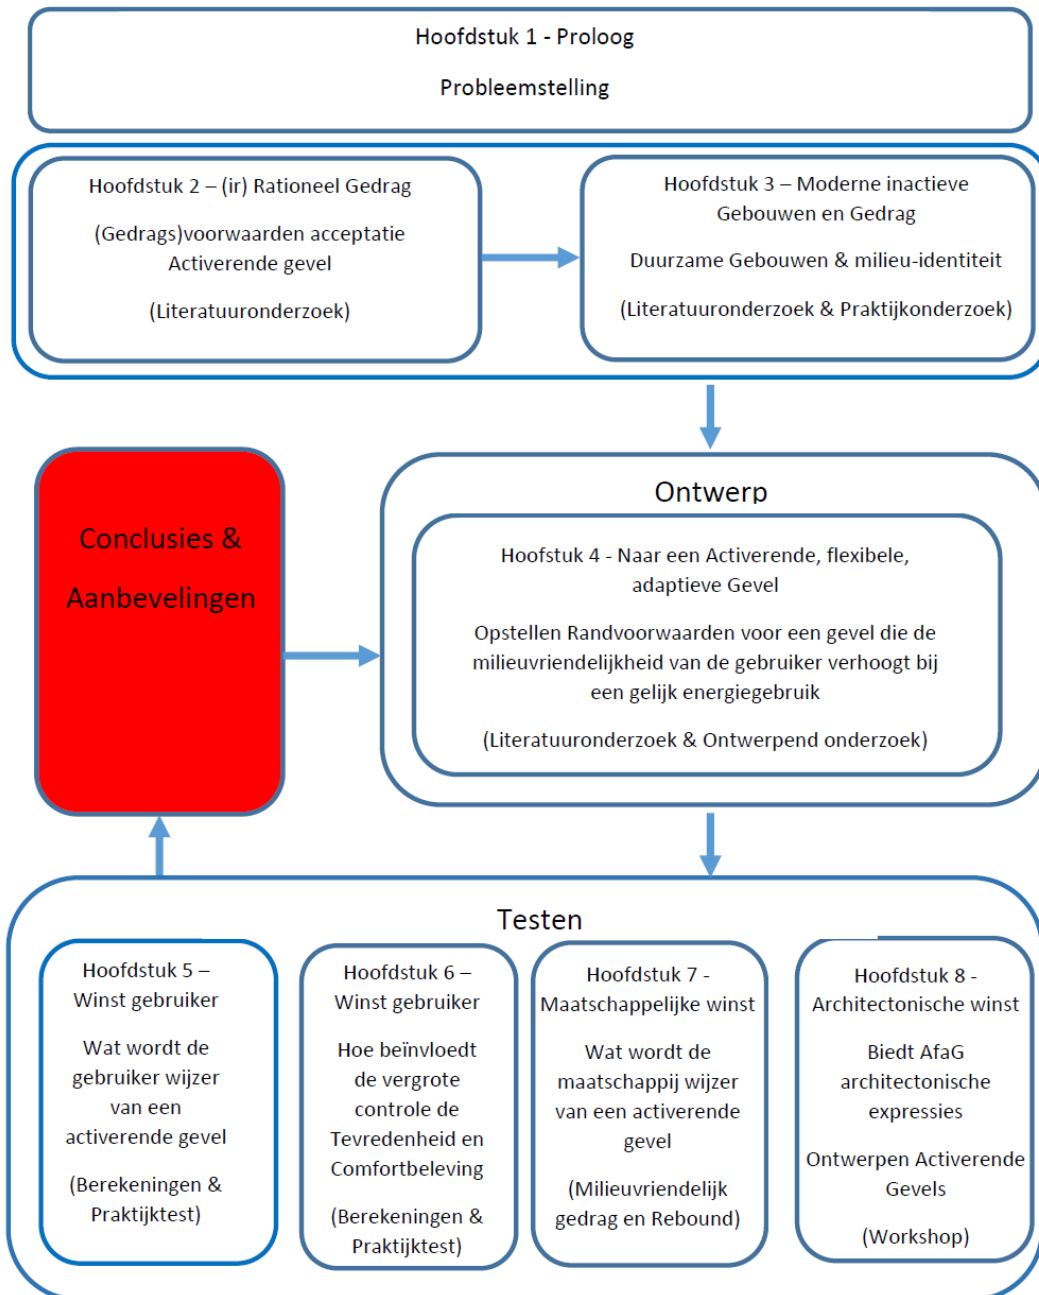 Hoofdstuk 1 - Proloog
Probleemstelling
Hoofdstuk 2 – (ir) Rationeel Gedrag
(Gedrags)voorwaarden acceptatie
Activerende gevel
(Literatuuronderzoek)
Hoofdstuk 3 – Moderne inactieve
Gebouwen en Gedrag
Duurzame Gebouwen & milieu-identiteit
(Literatuuronderzoek & Praktijkonderzoek)
Conclusies &
Aanbevelingen
Ontwerp
Hoofstuk 4 - Naar een Activerende, flexibele,
adaptieve Gevel
Opstellen Randvoorwaarden voor een gevel die de
milieuvriendelijkheid van de gebruiker verhoogt bij
een gelijk energiegebruik
(Literatuuronderzoek & Ontwerpend onderzoek)
Testen
Hoofdstuk 5 –
Winst gebruiker
Wat wordt de
gebruiker wijzer
van een
activerende gevel
(Berekeningen &
Praktijktest)
Hoofdstuk 6 –
Winst gebruiker
Hoe beïnvloedt
de vergrote
controle de
Tevredenheid en
Comfortbeleving
(Berekeningen &
Praktijktest)
Hoofdstuk 7 -
Maatschappelijke winst
Wat wordt de
maatschappij wijzer
van een activerende
gevel
(Milieuvriendelijk
gedrag en Rebound)
Hoofdstuk 8 -
Architectonische winst
Biedt AfaG
architectonische
expressies
Ontwerpen Activerende
Gevels
(Workshop)